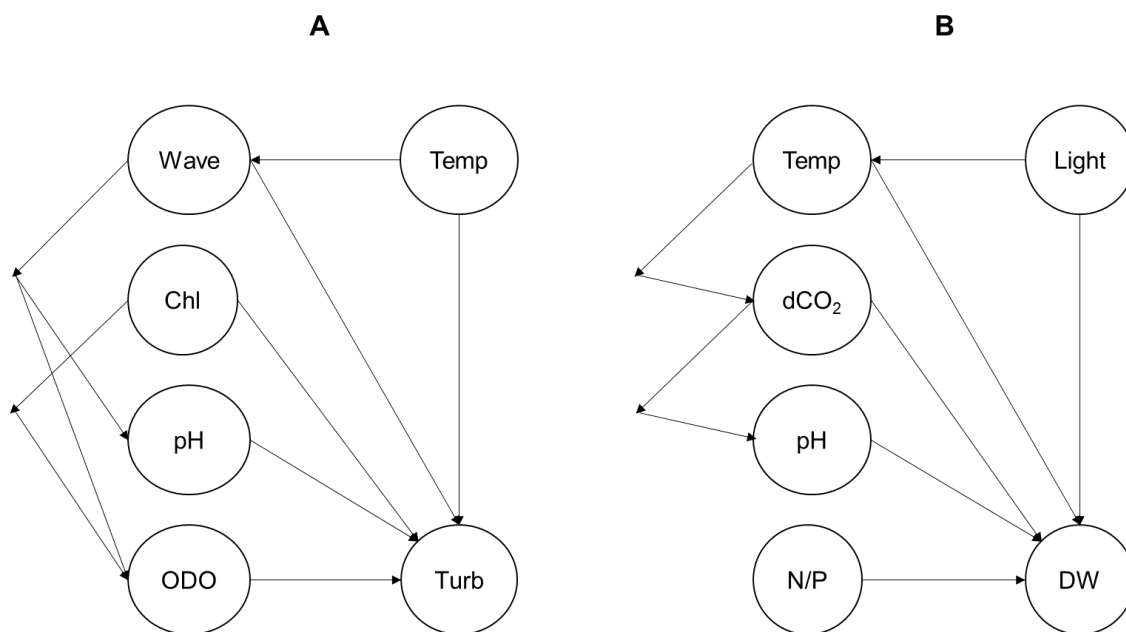 A
B
Wave
Temp
Temp
Light
Chl
dCO₂
pH
pH
ODO
Turb
N/P
DW